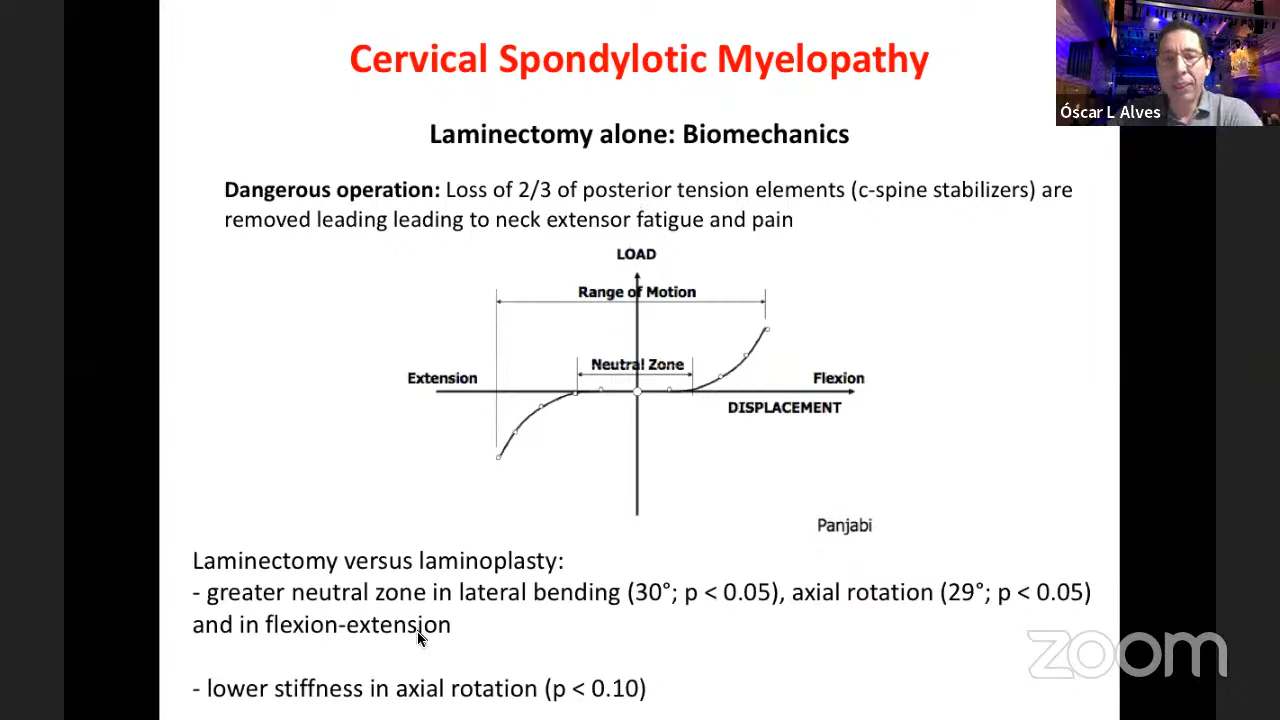 Cervical Spondylotic Myelopathy
Óscar L Alves
Laminectomy alone: Biomechanics
Dangerous operation: Loss of 2/3 of posterior tension elements (c-spine stabilizers) are
removed leading leading to neck extensor fatigue and pain
LOAD
Range of Motion
Neutral Zone
Extension
Flexion
DISPLACEMENT
Panjabi
Laminectomy versus laminoplasty:
- greater neutral zone in lateral bending (30°; p < 0.05), axial rotation (29°; p < 0.05)
and in flexion-extension
zoom
- lower stiffness in axial rotation (p < 0.10)